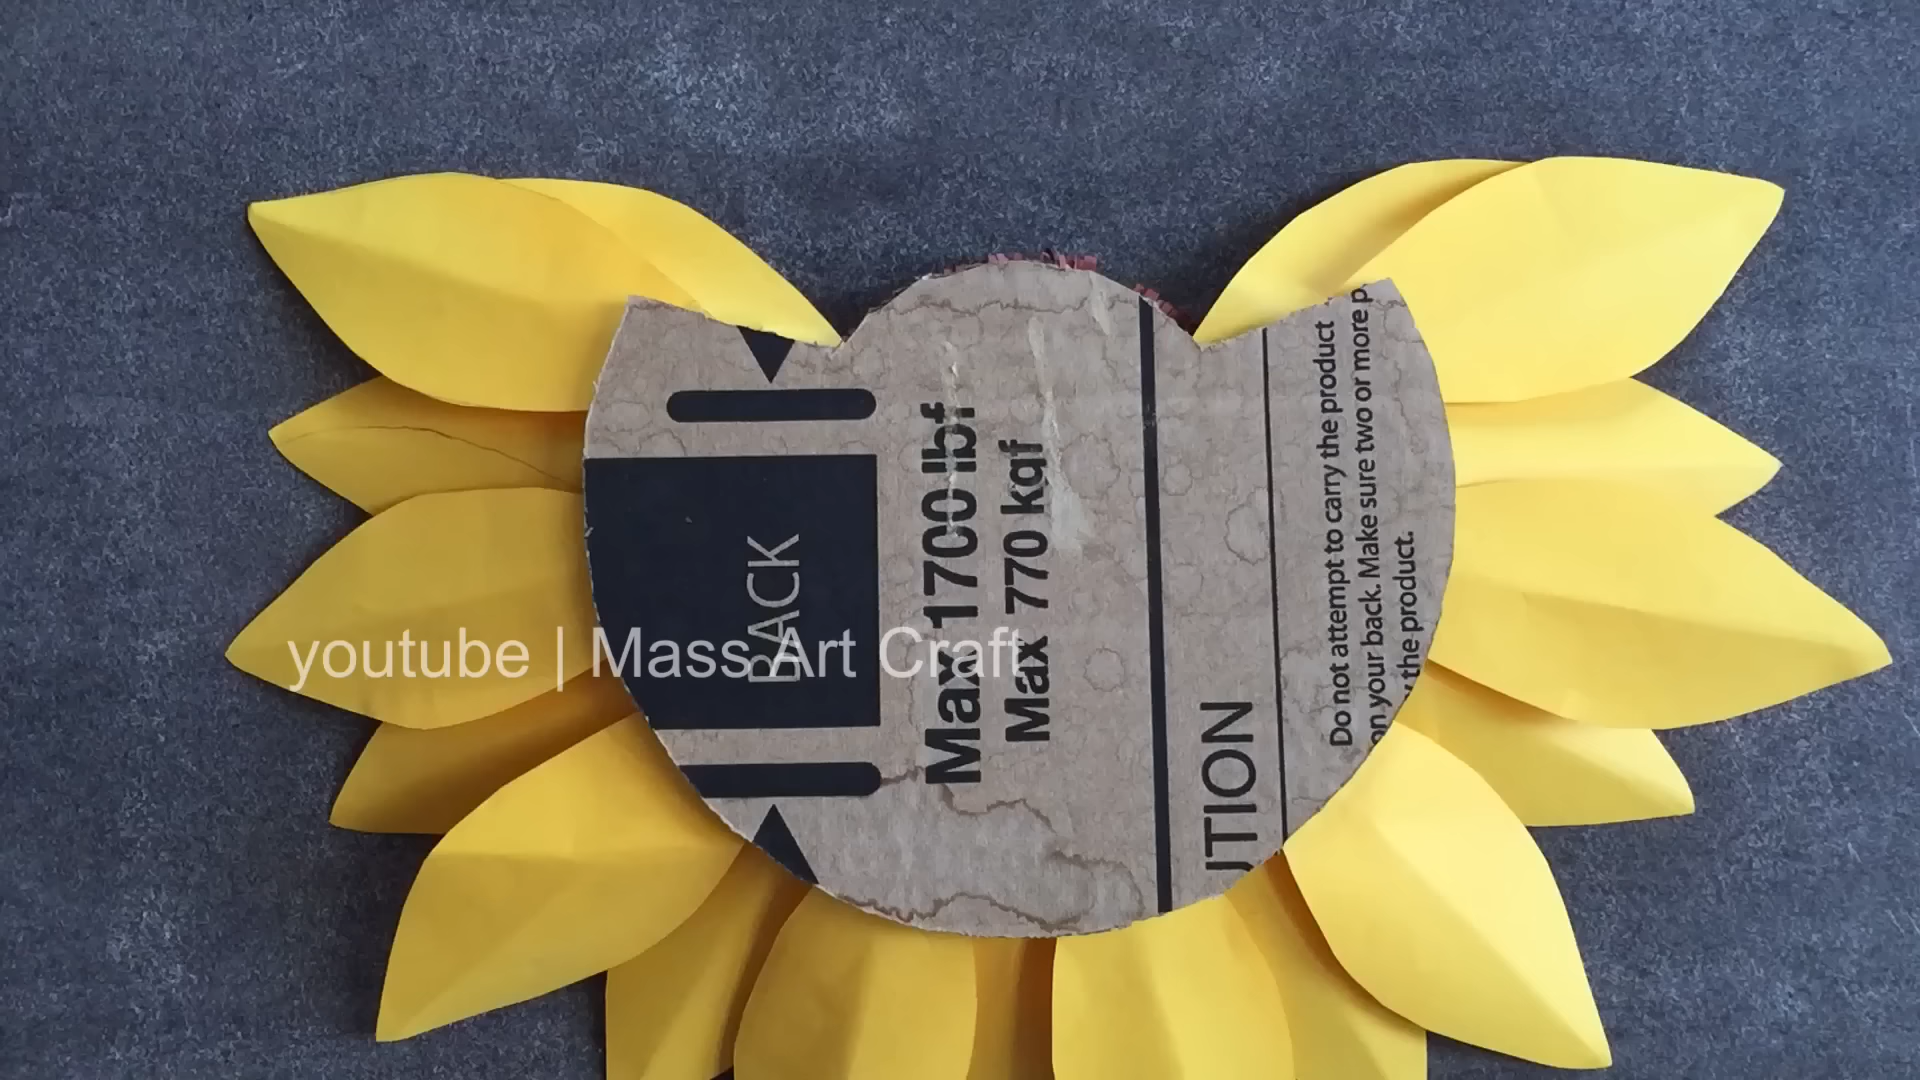 BACK
Max 1700 lbf
Max 770 kgf
UTION
Do not attempt to carry the product
on your back. Make sure two or more p
the product.
youtube | Mass Art Craft